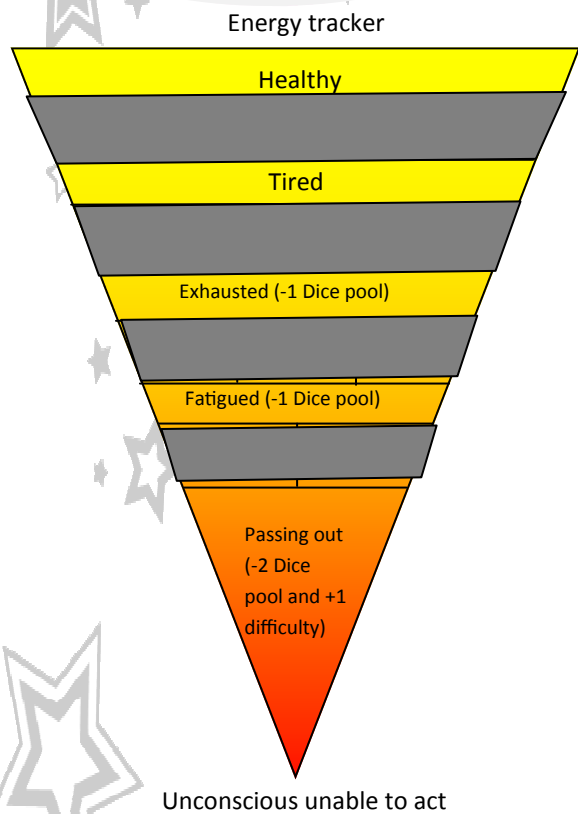 Energy tracker
Healthy
Tired
Exhausted (-1 Dice pool)
Fatigued (-1 Dice pool)
Passing out
(-2 Dice
pool and +1
difficulty)
Unconscious unable to act